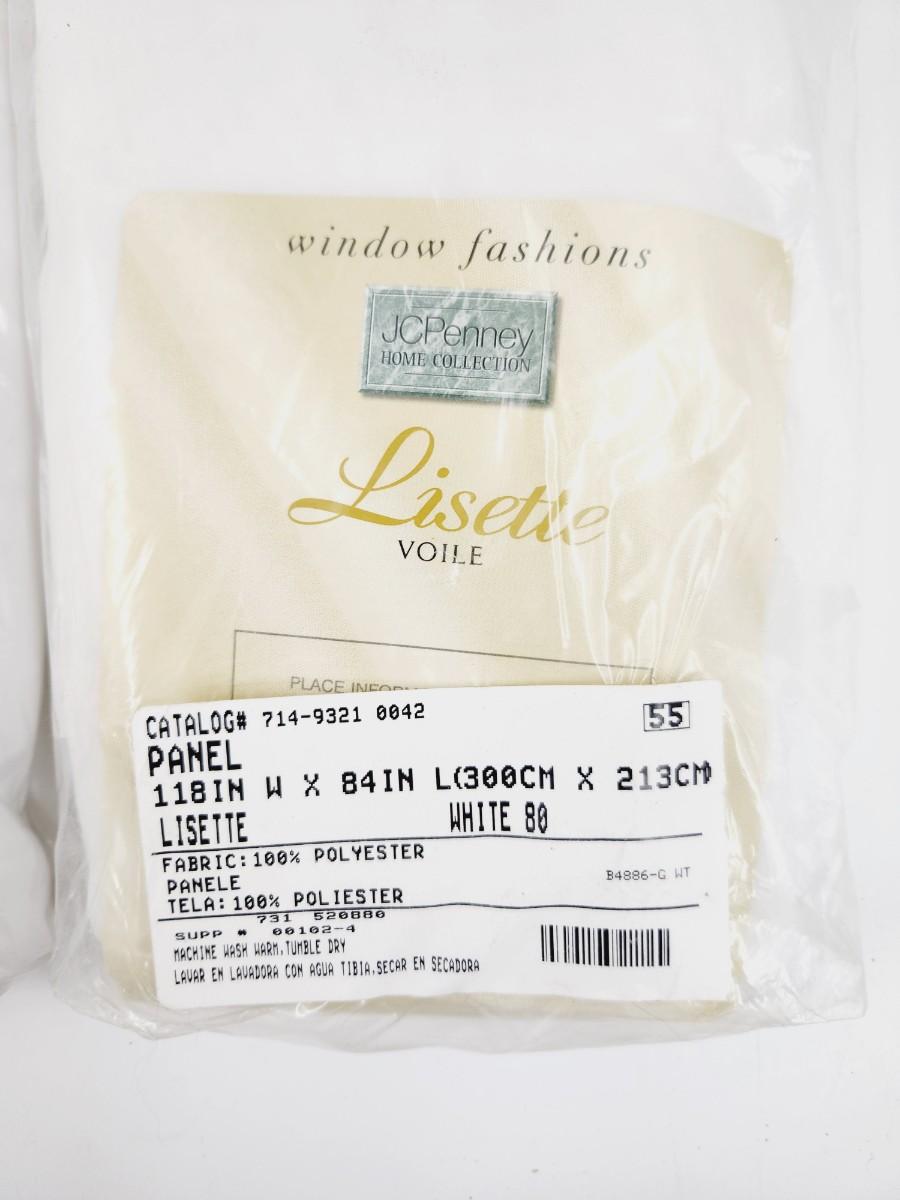 window fashions
JCPenney
HOME COLLECTION
Lisette
VOILE
PLACE
CATALOG# 714-9321 0042
55
PANEL
118IN W X 84IN L(300CM X 213CM)
LISETTE WHITE 80
FABRIC:100% POLYESTER
PANELE
B4886-G WT
TELA:100% POLIESTER
731 520880
SUPP # 00102-4
MACHINE WASH WARM,TUMBLE DRY
LAVAR EN LAVADORA CON AGUA TIBIA,SECAR EN SECADORA